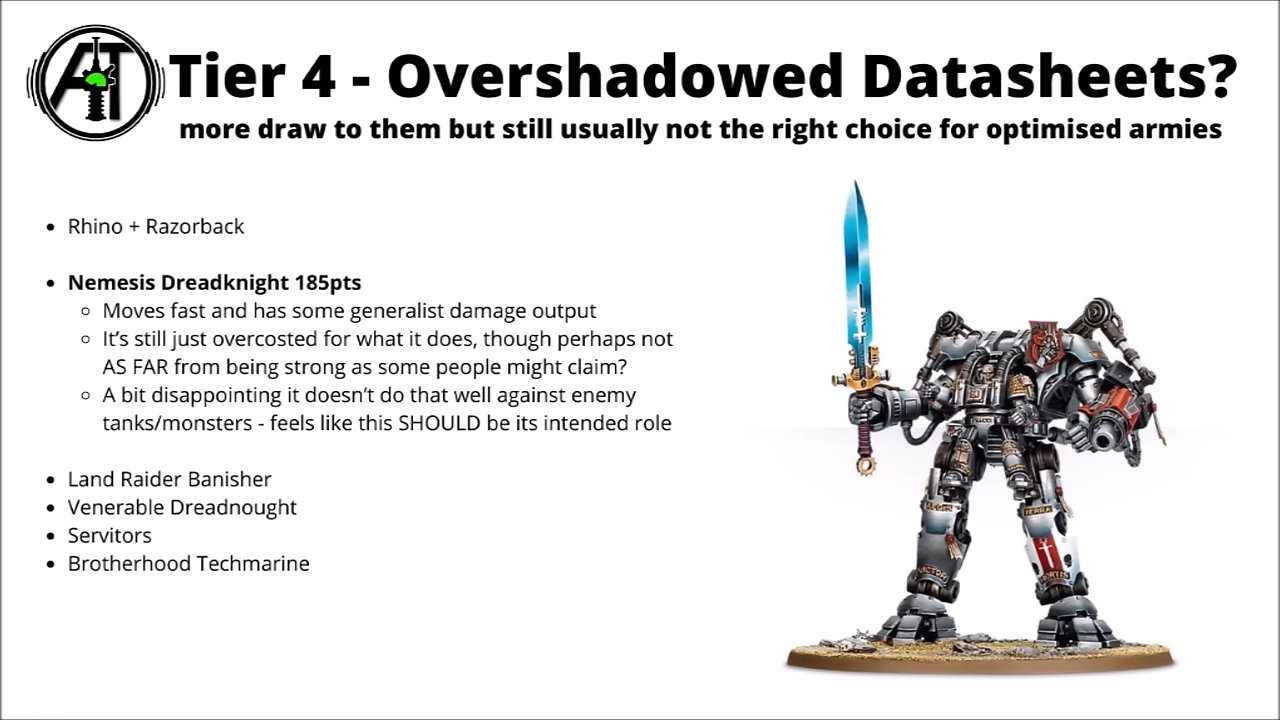 AT
Tier 4 - Overshadowed Datasheets?
more draw to them but still usually not the right choice for optimised armies
• Rhino + Razorback
• Nemesis Dreadknight 185pts
◦ Moves fast and has some generalist damage output
◦ It’s still just overcosted for what it does, though perhaps not
AS FAR from being strong as some people might claim?
◦ A bit disappointing it doesn’t do that well against enemy
tanks/monsters - feels like this SHOULD be its intended role
• Land Raider Banisher
• Venerable Dreadnought
• Servitors
• Brotherhood Techmarine
AEGIS
TERRA
VICTOR